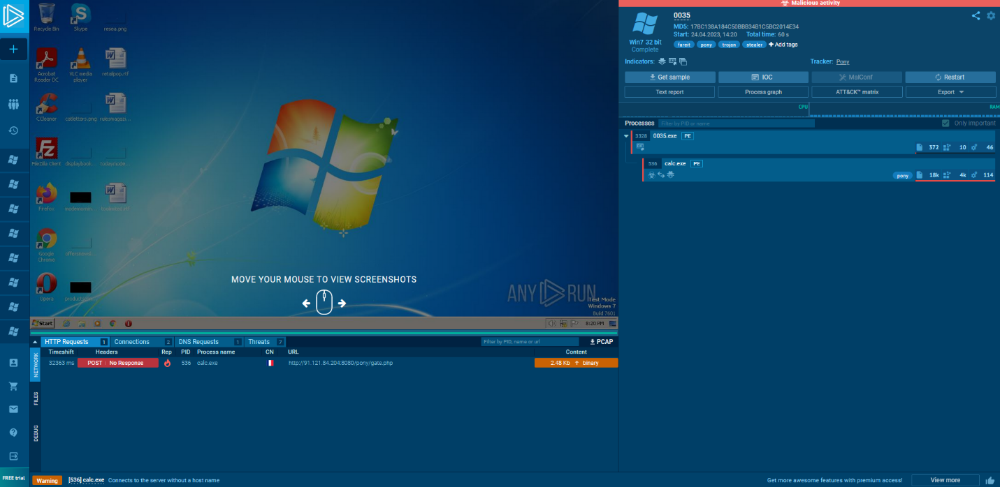 Malicious activity
Recycle Bin
Skype
resea.png
Acrobat
Reader DC
VLC media
player
retailpop.rtf
CCleaner
catletters.png
rulesmagazi...
FileZilla Client
displaybook...
Firefox
Google
Chrome
offersnewsl...
Opera
MOVE YOUR MOUSE TO VIEW SCREENSHOTS
ANY RUN
Test Mode
Windows 7
Build 7601
Start
8:20 PM
0035
MD5: 17BC138A184C50BBB34B1C5BC2014E34
Start: 24.04.2023, 14:20 Total time: 60 s
Win7 32 bit
Complete
fareit pony trojan stealer + Add tags
Indicators:
Tracker: Pony
Get sample
IOC
MalConf
Restart
Text report
Process graph
ATT&CK™ matrix
Export
CPU
RAM
Processes
Filter by PID or name
Only important
3328 0035.exe PE
372 10 46
536 calc.exe PE
pony 18k 4k 114
HTTP Requests 1
Connections 2
DNS Requests 1
Threats 7
Filter by PID, name or url
PCAP
NETWORK
FILES
DEBUG
Timeshift Headers Rep PID Process name CN URL Content
32363 ms POST | No Response 536 calc.exe http://91.121.84.204:8080/pony/gate.php 2.48 Kb ↑ binary
FREE trial
Warning [536] calc.exe Connects to the server without a host name
Get more awesome features with premium access! View more